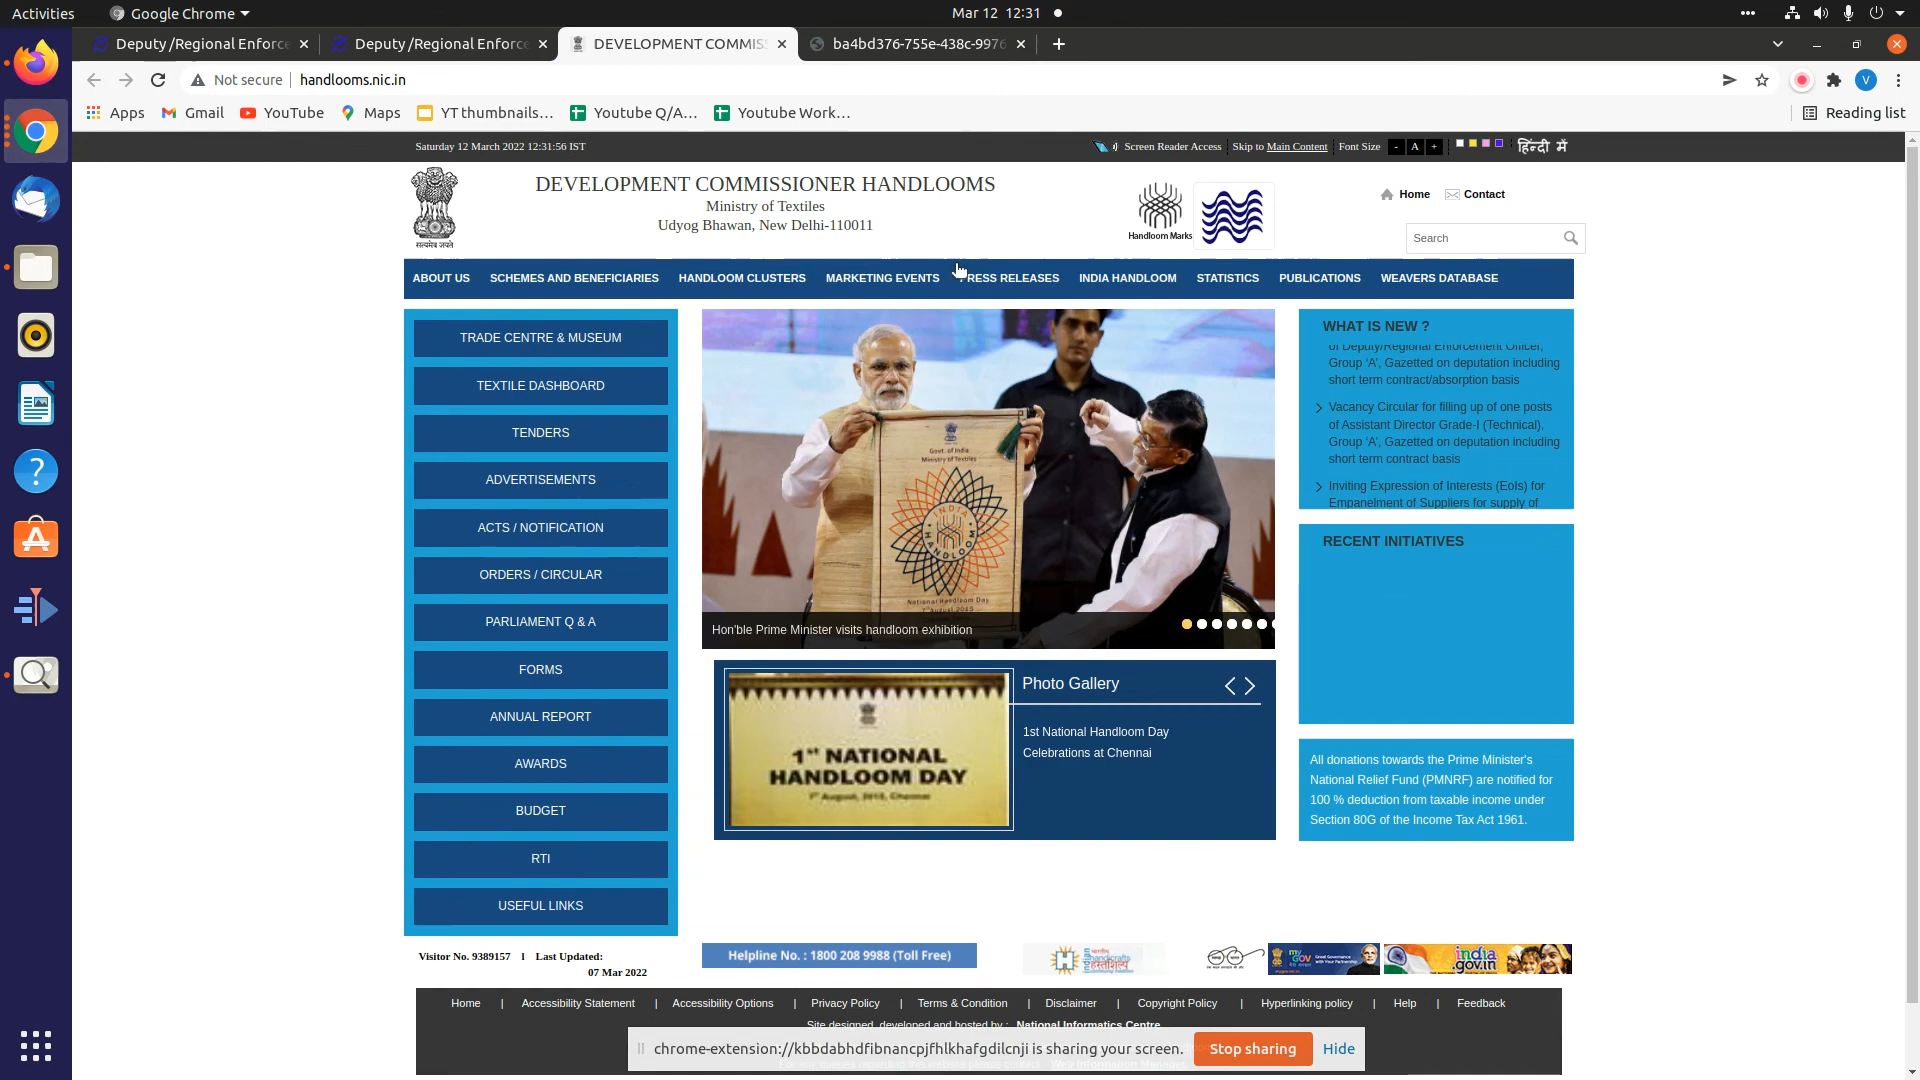 Activities
Google Chrome
Mar 12 12:31
Deputy /Regional Enforce
Deputy /Regional Enforce
DEVELOPMENT COMMISS
ba4bd376-755e-438c-9976
Not secure
handlooms.nic.in
V
Apps
Gmail
YouTube
Maps
YT thumbnails…
Youtube Q/A…
Youtube Work…
Reading list
Saturday 12 March 2022 12:31:56 IST
Screen Reader Access
Skip to Main Content
Font Size
- A +
हिन्दी में
सत्यमेव जयते
DEVELOPMENT COMMISSIONER HANDLOOMS
Ministry of Textiles
Udyog Bhawan, New Delhi-110011
Handloom Marks
Home
Contact
Search
ABOUT US
SCHEMES AND BENEFICIARIES
HANDLOOM CLUSTERS
MARKETING EVENTS
PRESS RELEASES
INDIA HANDLOOM
STATISTICS
PUBLICATIONS
WEAVERS DATABASE
TRADE CENTRE & MUSEUM
TEXTILE DASHBOARD
TENDERS
ADVERTISEMENTS
ACTS / NOTIFICATION
ORDERS / CIRCULAR
PARLIAMENT Q & A
FORMS
ANNUAL REPORT
AWARDS
BUDGET
RTI
USEFUL LINKS
Govt. of India
Ministry of Textiles
INDIA
HANDLOOM
National Handloom Day
7th August, 2015
Hon'ble Prime Minister visits handloom exhibition
1st NATIONAL
HANDLOOM DAY
Photo Gallery
1st National Handloom Day
Celebrations at Chennai
WHAT IS NEW ?
of Deputy/Regional Enforcement Officer,
Group 'A', Gazetted on deputation including
short term contract/absorption basis
Vacancy Circular for filling up of one posts
of Assistant Director Grade-I (Technical),
Group 'A', Gazetted on deputation including
short term contract basis
Inviting Expression of Interests (EoIs) for
Empanelment of Suppliers for supply of
RECENT INITIATIVES
All donations towards the Prime Minister's
National Relief Fund (PMNRF) are notified for
100 % deduction from taxable income under
Section 80G of the Income Tax Act 1961.
Visitor No. 9389157 l Last Updated:
07 Mar 2022
Helpline No. : 1800 208 9988 (Toll Free)
india
.gov.in
Home | Accessibility Statement | Accessibility Options | Privacy Policy | Terms & Condition | Disclaimer | Copyright Policy | Hyperlinking policy | Help | Feedback
Site designed, developed and hosted by : National Informatics Centre
chrome-extension://kbbdabhdfibnancpjfhlkhafgdilcnji is sharing your screen.
Stop sharing
Hide